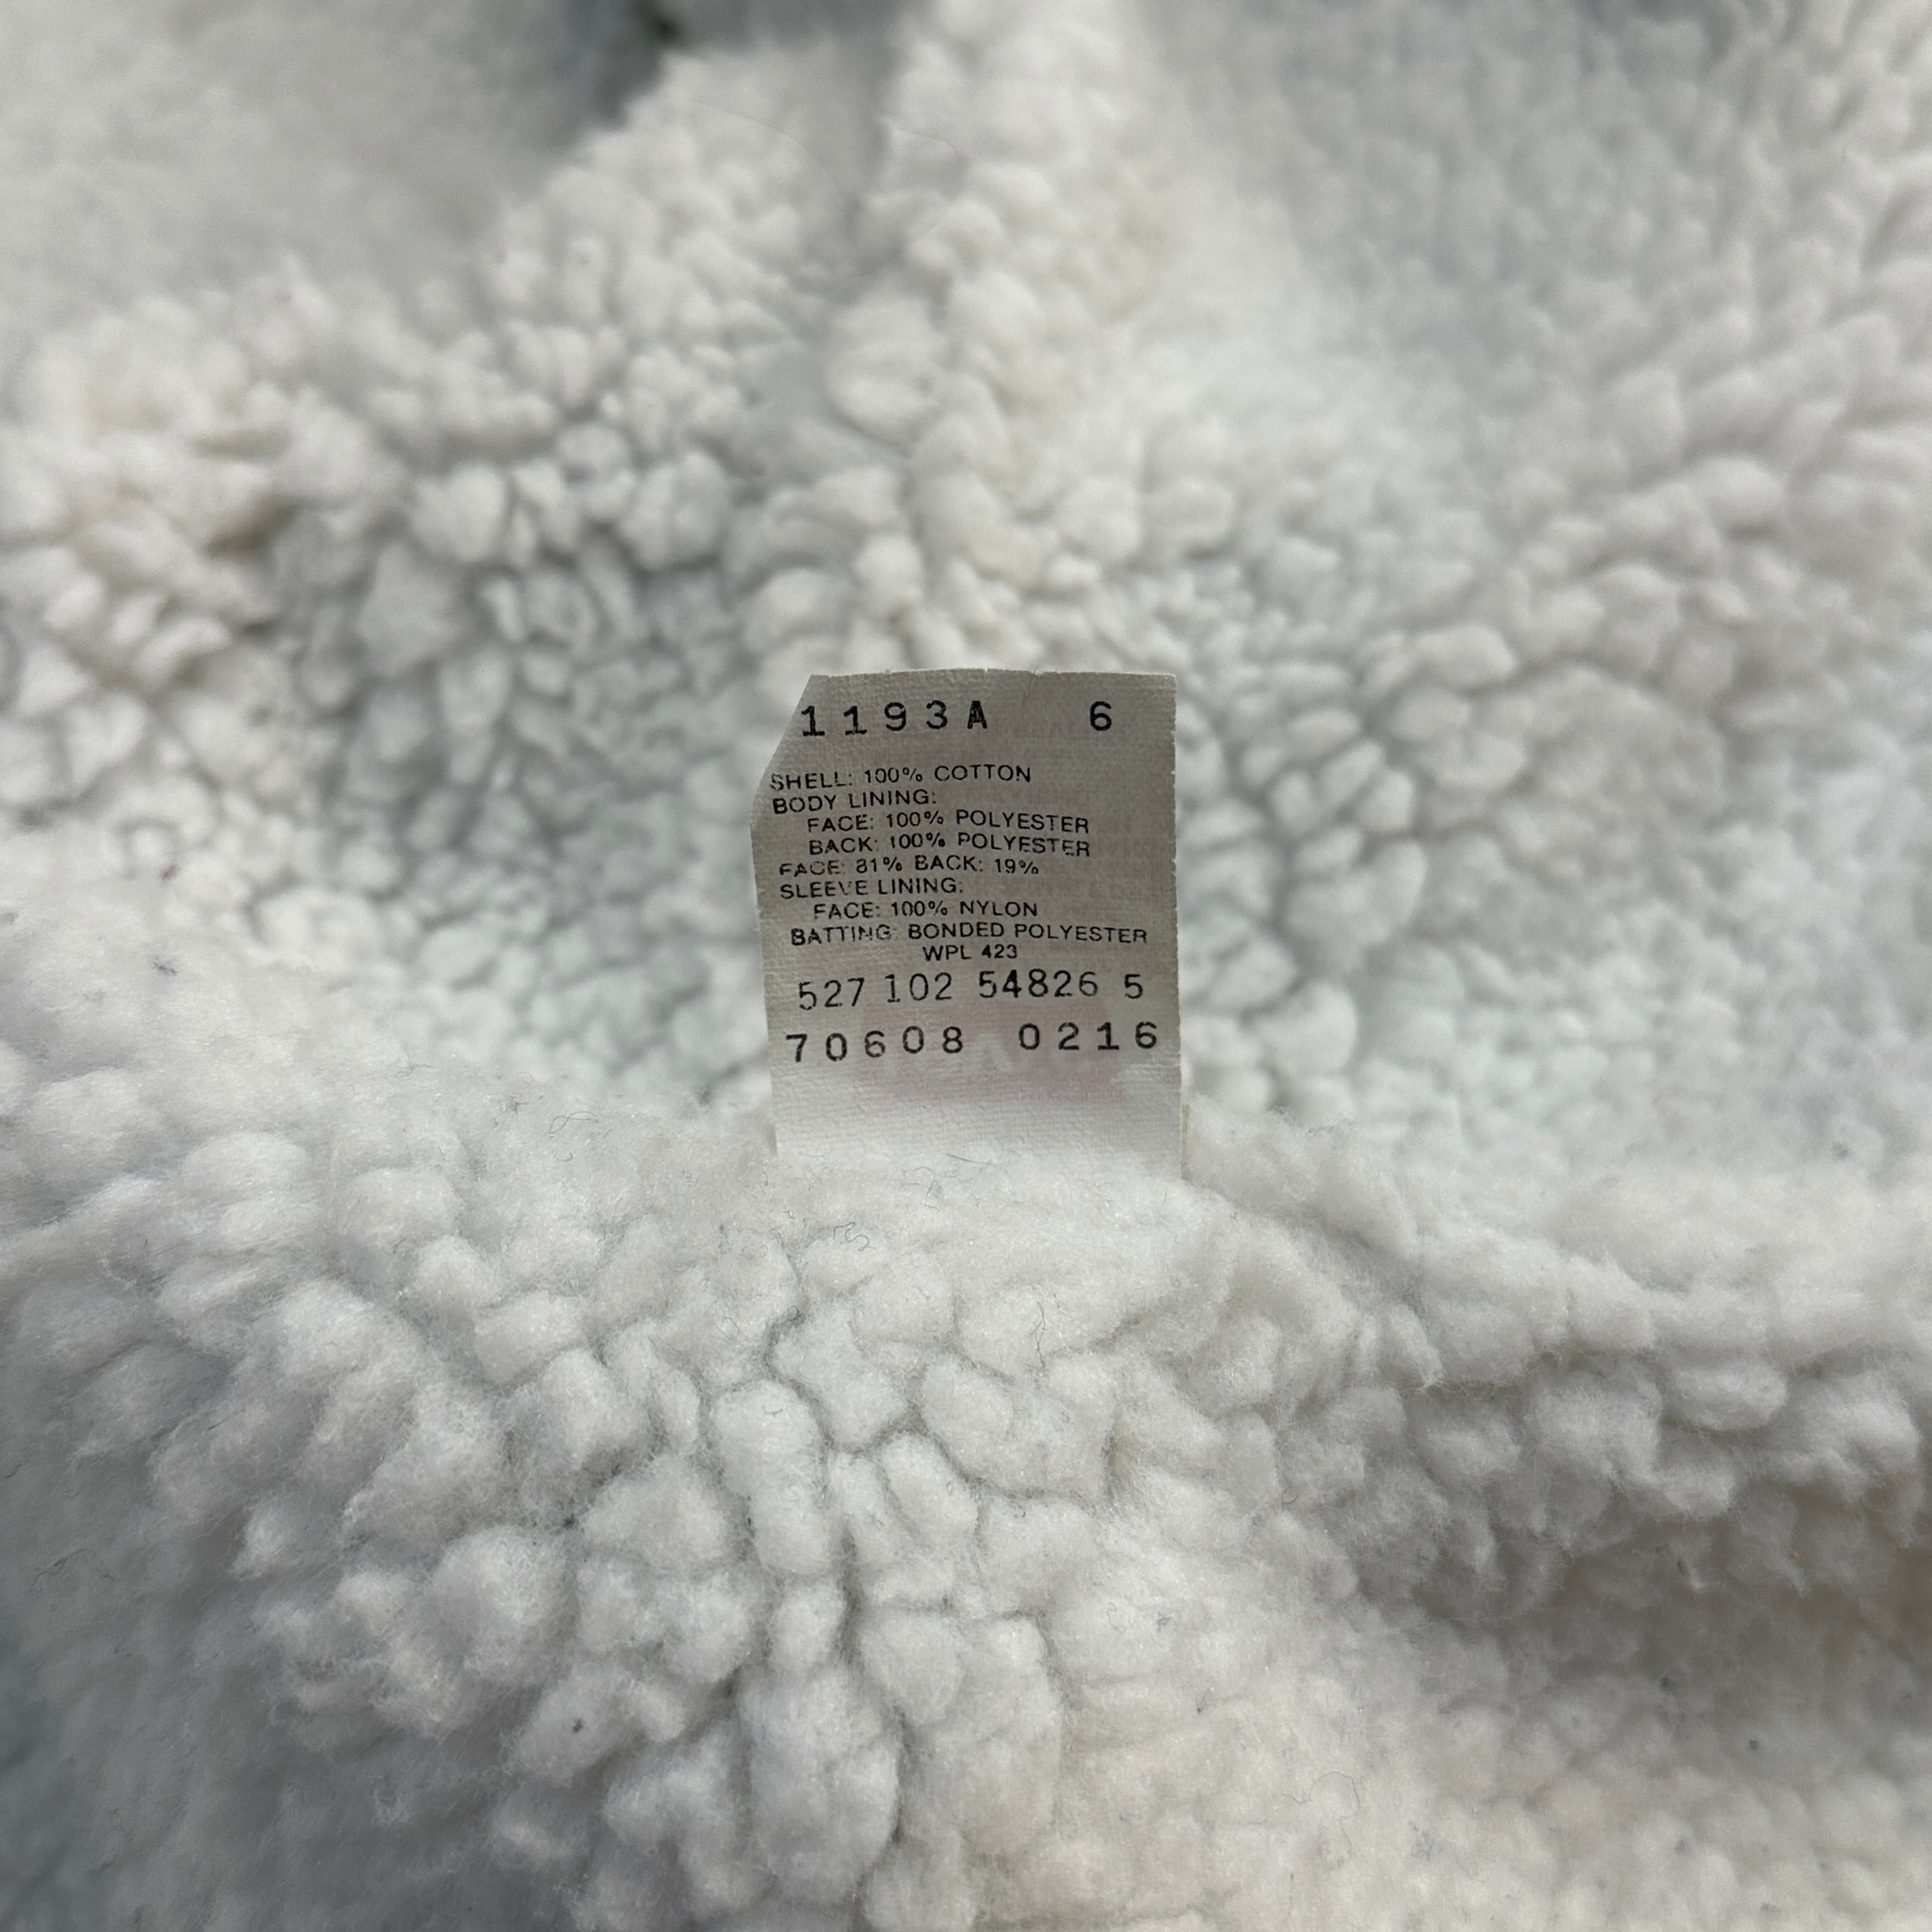 1193A 6
SHELL: 100% COTTON
BODY LINING:
FACE: 100% POLYESTER
BACK: 100% POLYESTER
FACE: 81% BACK: 19%
SLEEVE LINING:
FACE: 100% NYLON
BATTING: BONDED POLYESTER
WPL 423
527 102 54826 5
70608 0216